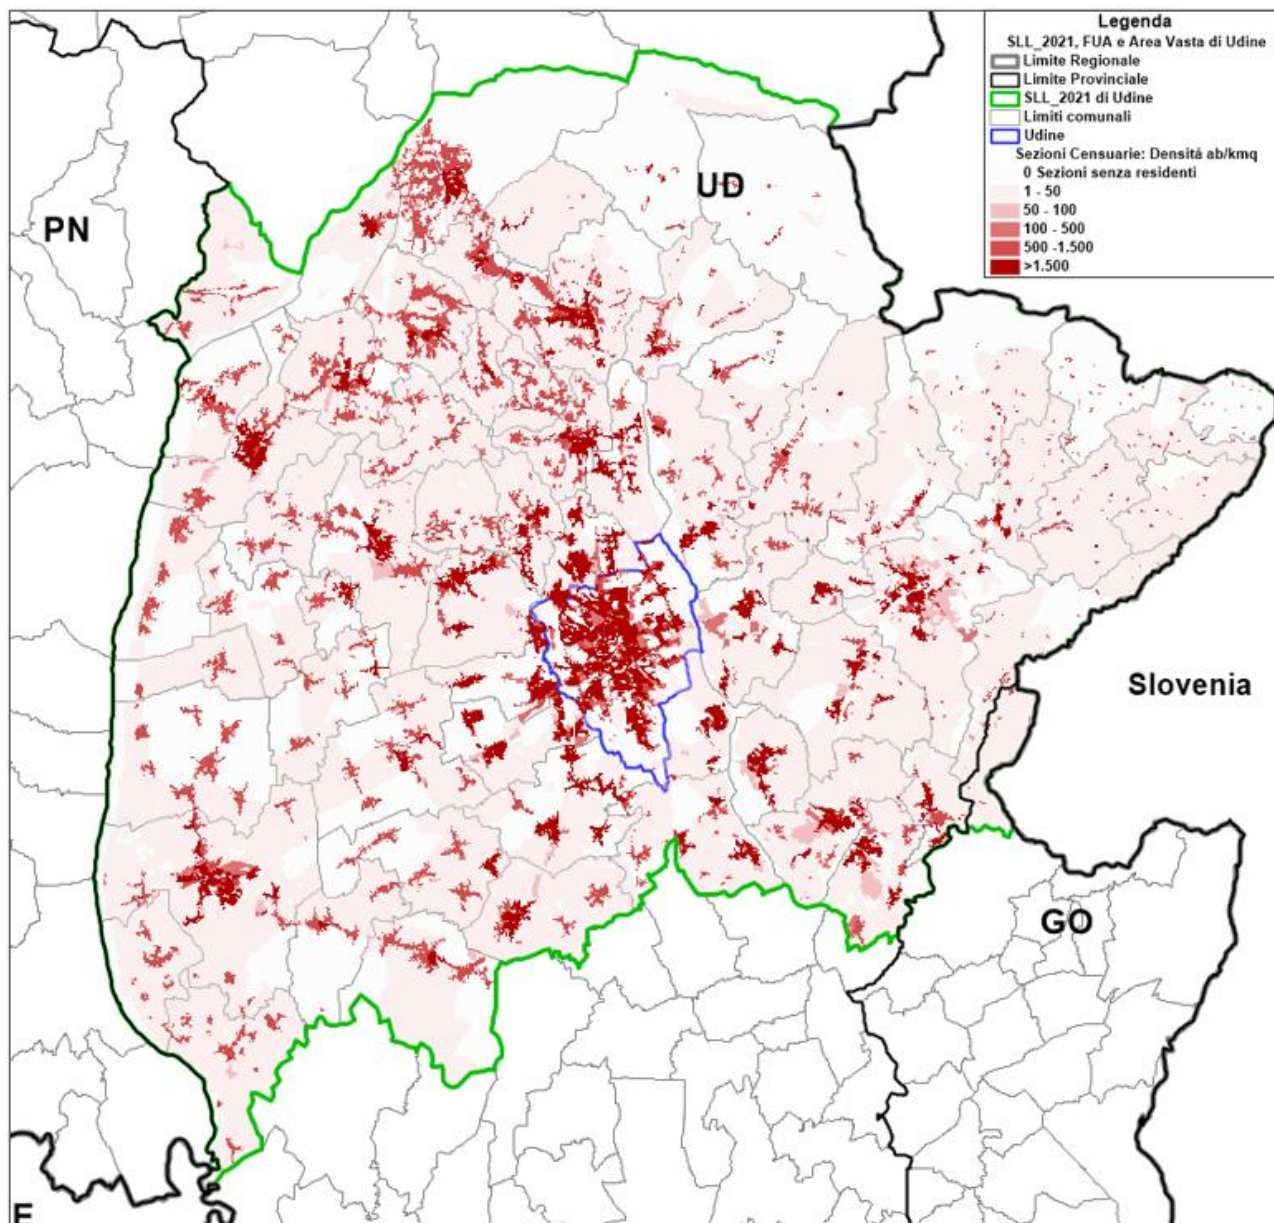 Legenda
SLL_2021, FUA e Area Vasta di Udine
Limite Regionale
Limite Provinciale
SLL_2021 di Udine
Limiti comunali
Udine
Sezioni Censuarie: Densità ab/kmq
0 Sezioni senza residenti
1 - 50
50 - 100
100 - 500
500 -1.500
>1.500
UD
PN
Slovenia
GO